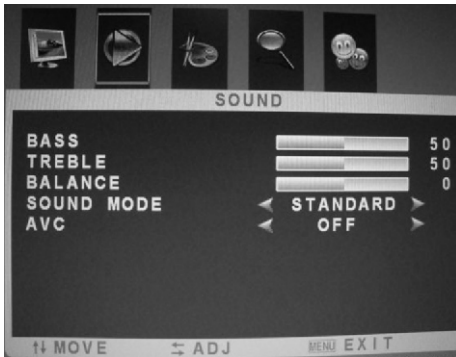 SOUND
BASS 50
TREBLE 50
BALANCE 0
SOUND MODE STANDARD
AVC OFF
MOVE ADJ MENU EXIT